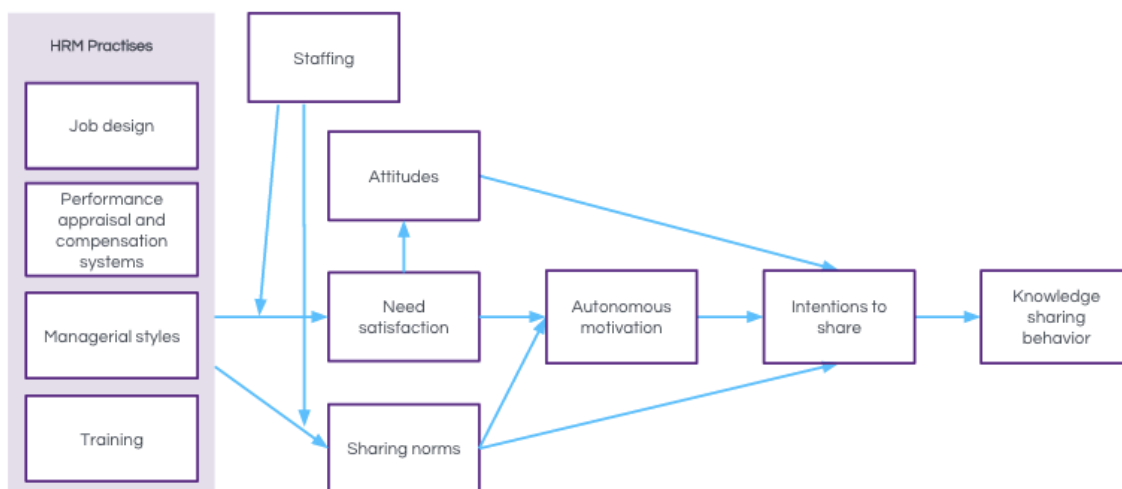 HRM Practises
Job design
Performance
appraisal and
compensation
systems
Managerial styles
Training
Staffing
Attitudes
Need
satisfaction
Sharing norms
Autonomous
motivation
Intentions to
share
Knowledge
sharing
behavior